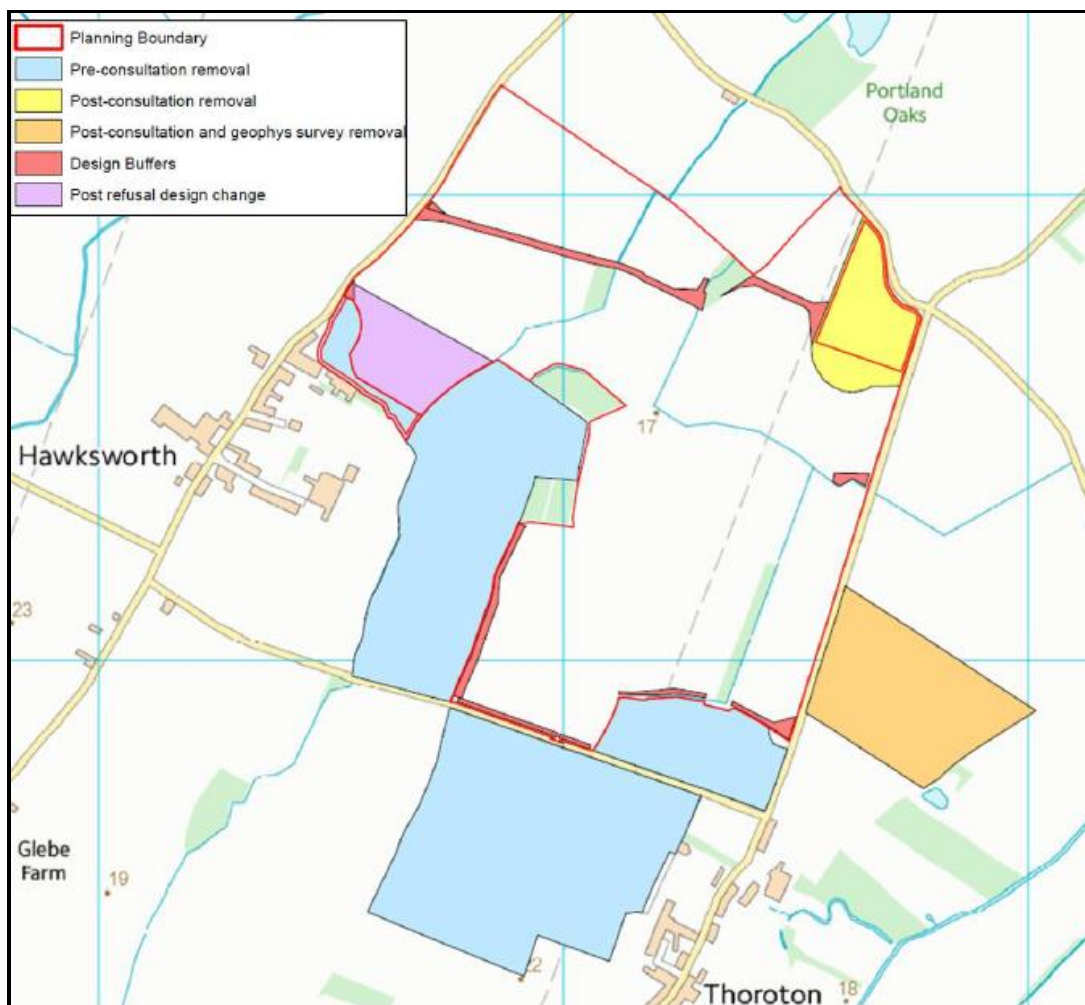 Planning Boundary
Pre-consultation removal
Post-consultation removal
Post-consultation and geophys survey removal
Design Buffers
Post refusal design change
Portland
Oaks
17
Hawksworth
23
Glebe
Farm
19
22
Thoroton
18